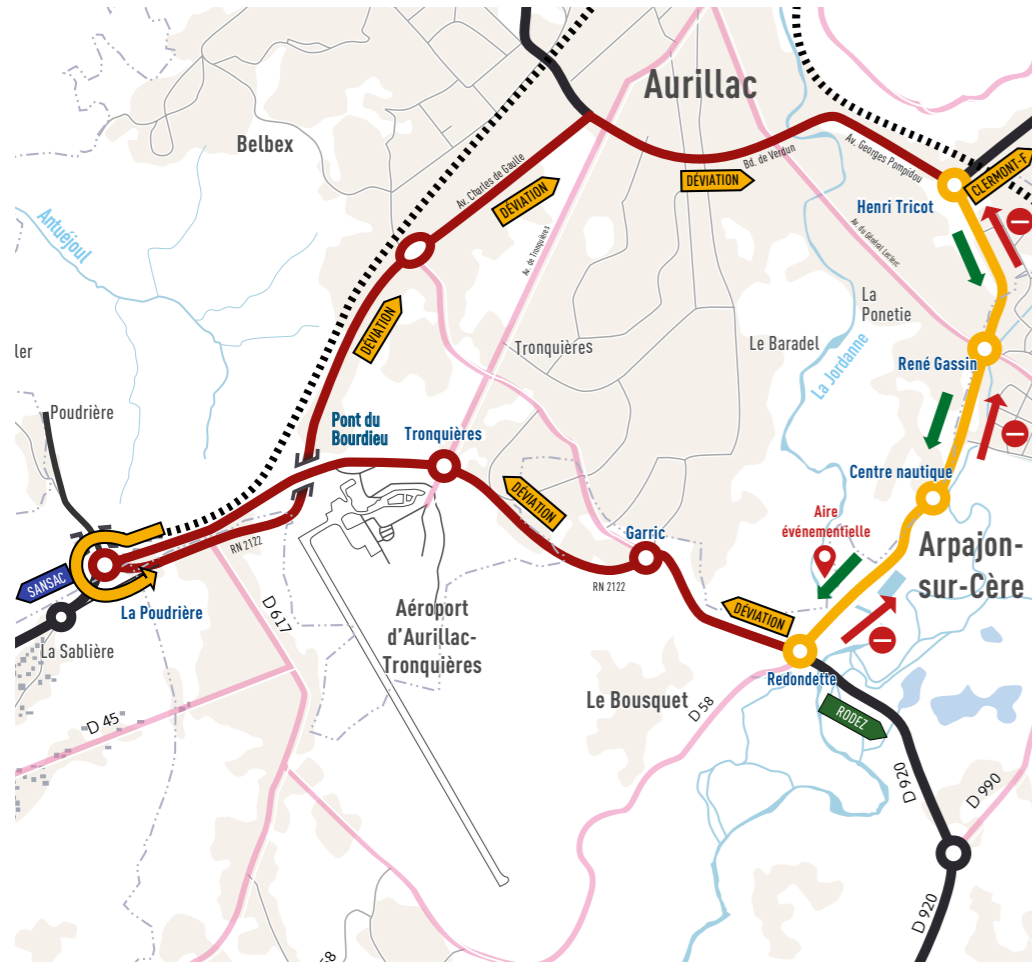 Aurillac
Belbex
Av. Charles de Gaulle
DÉVIATION
DÉVIATION
Bd. de Verdun
Av. Georges Pompidou
CLERMONT-F
Henri Tricot
Antuéjoul
Av. de Tronquières
Av. du Général Leclerc
La
Ponetie
DÉVIATION
ler
Tronquières
Le Baradel
La Jordanne
René Gassin
Poudrière
Pont du
Bourdieu
Tronquières
Centre nautique
DÉVIATION
Aire
événementielle
Garric
Arpajon-
sur-Cère
RN 2122
SANSAC
La Poudrière
RN 2122
DÉVIATION
D 617
Aéroport
d'Aurillac-
Tronquières
La Sablière
Redondette
Le Bousquet
D 58
RODEZ
D 45
D 920
D 990
D 920